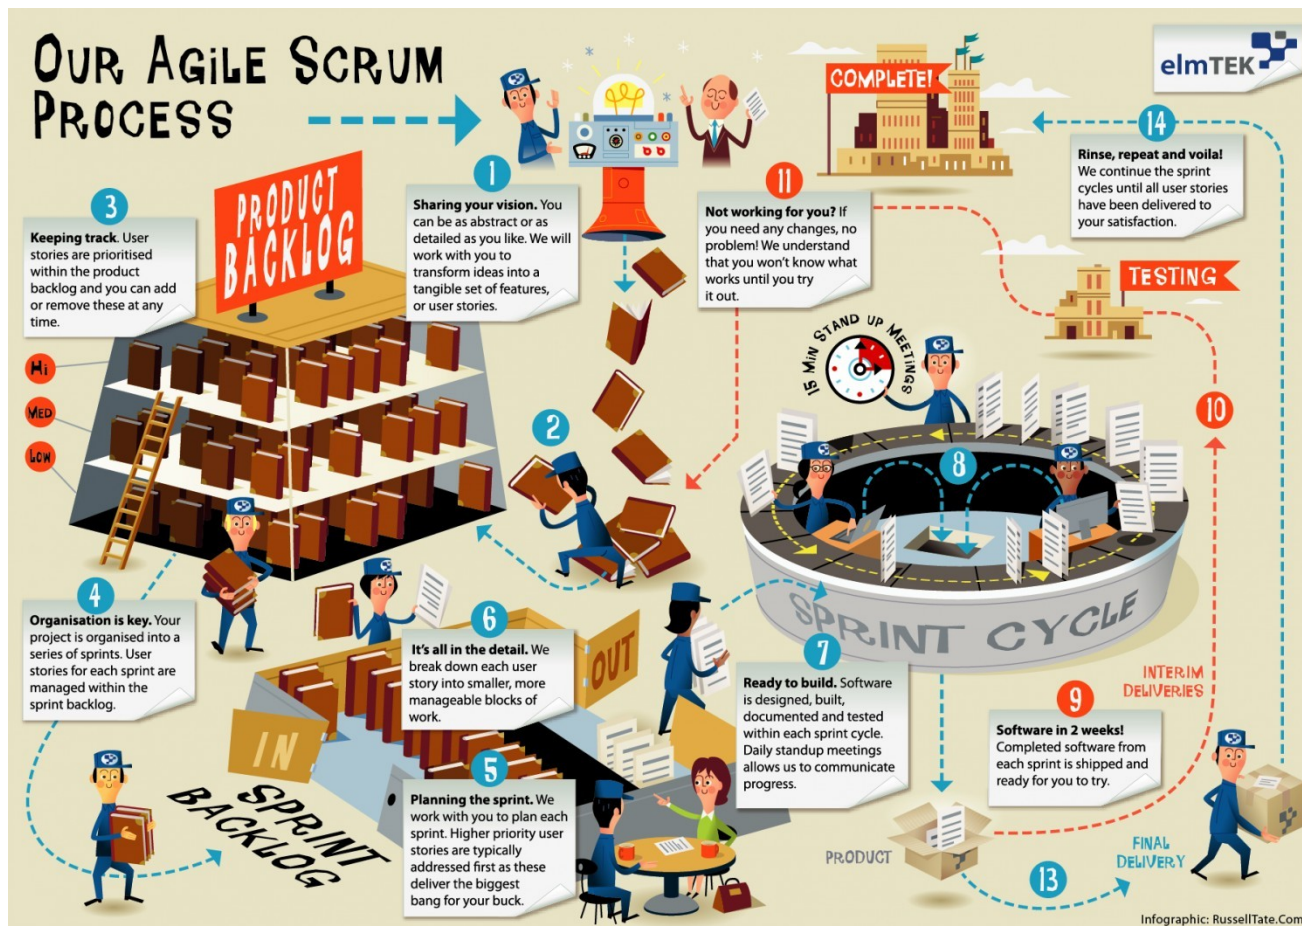 OUR AGILE SCRUM
PROCESS
elmTEK
COMPLETE!
1
Sharing your vision. You
can be as abstract or as
detailed as you like. We will
work with you to
transform ideas into a
tangible set of features,
or user stories.
2
3
Keeping track. User
stories are prioritised
within the product
backlog and you can add
or remove these at any
time.
PRODUCT
BACKLOG
Hi
MED
LOW
4
Organisation is key. Your
project is organised into a
series of sprints. User
stories for each sprint are
managed within the
sprint backlog.
IN
OUT
SPRINT
BACKLOG
5
Planning the sprint. We
work with you to plan each
sprint. Higher priority user
stories are typically
addressed first as these
deliver the biggest
bang for your buck.
6
It's all in the detail. We
break down each user
story into smaller, more
manageable blocks of
work.
7
Ready to build. Software
is designed, built,
documented and tested
within each sprint cycle.
Daily standup meetings
allows us to communicate
progress.
15 MIN STAND UP MEETINGS
8
SPRINT CYCLE
9
Software in 2 weeks!
Completed software from
each sprint is shipped and
ready for you to try.
INTERIM
DELIVERIES
10
TESTING
11
Not working for you? If
you need any changes, no
problem! We understand
that you won't know what
works until you try
it out.
PRODUCT
13
FINAL
DELIVERY
14
Rinse, repeat and voila!
We continue the sprint
cycles until all user stories
have been delivered to
your satisfaction.
Infographic: RussellTate.Com